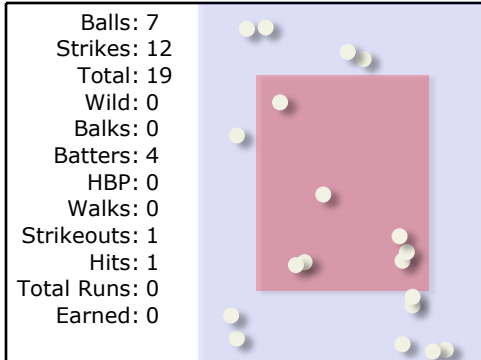 Balls: 7
Strikes: 12
Total: 19
Wild: 0
Balks: 0
Batters: 4
HBP: 0
Walks: 0
Strikeouts: 1
Hits: 1
Total Runs: 0
Earned: 0